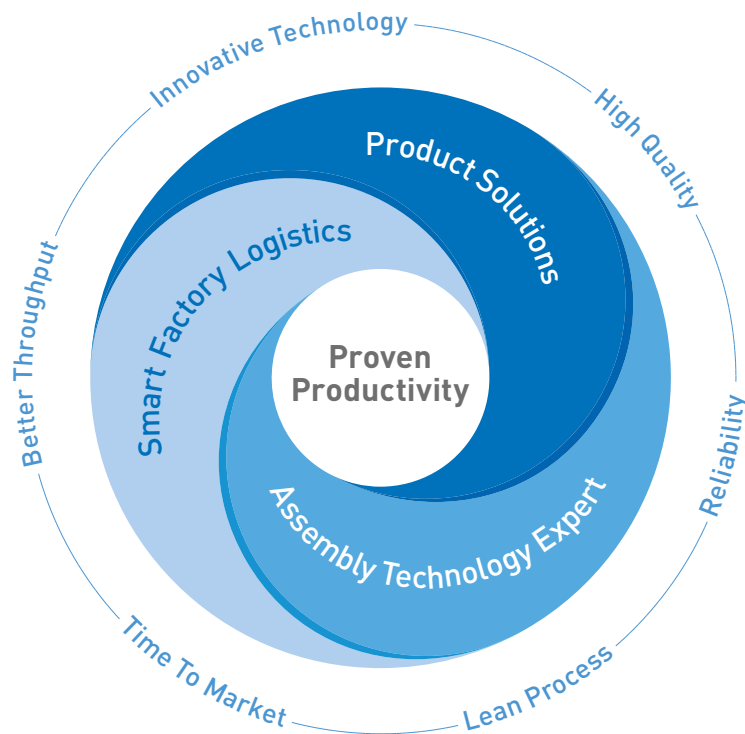 Innovative Technology
High Quality
Product Solutions
Smart Factory Logistics
Better Throughput
Proven
Productivity
Reliability
Assembly Technology Expert
Time To Market
Lean Process